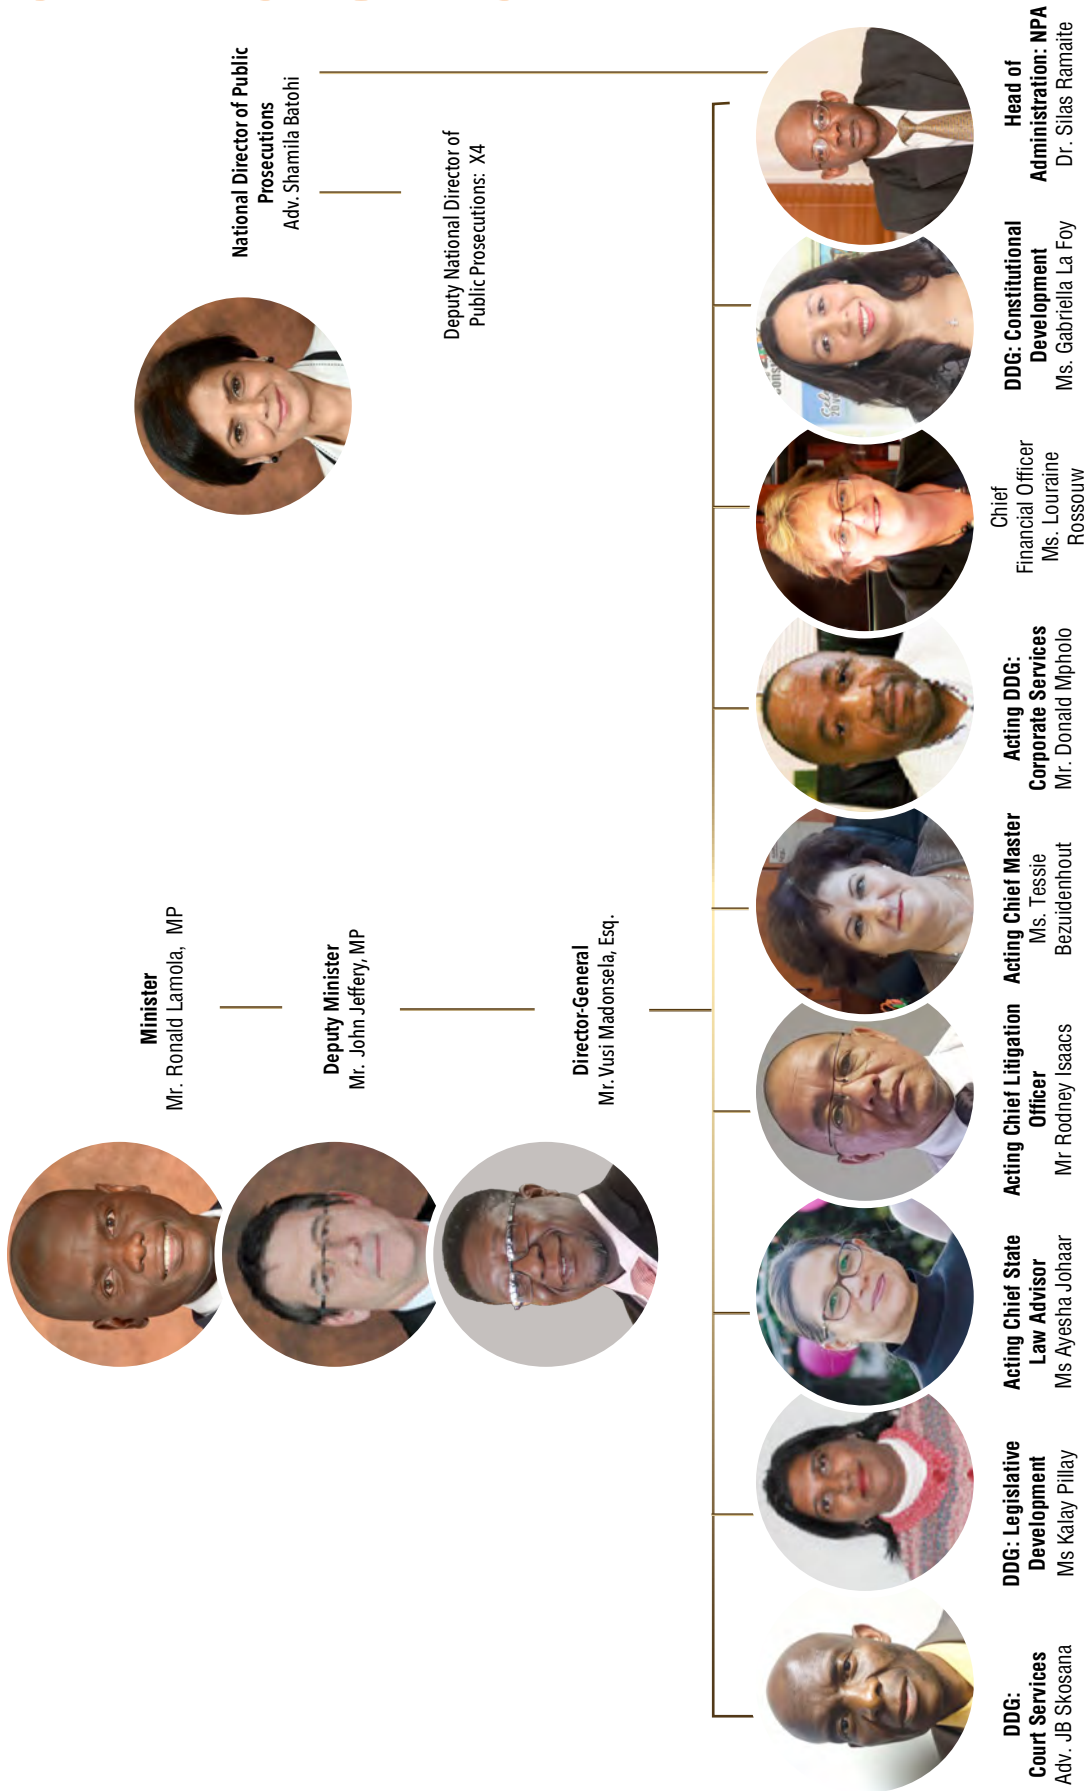 Minister
Mr. Ronald Lamola, MP
Deputy Minister
Mr. John Jeffery, MP
Director-General
Mr. Vusi Madonsela, Esq.
National Director of Public
Prosecutions
Adv. Shamila Batohi
Deputy National Director of
Public Prosecutions: X4
DDG:
Court Services
Adv. JB Skosana
DDG: Legislative
Development
Ms Kalay Pillay
Acting Chief State
Law Advisor
Ms Ayesha Johaar
Acting Chief Litigation
Officer
Mr Rodney Isaacs
Acting Chief Master
Ms. Tessie
Bezuidenhout
Acting DDG:
Corporate Services
Mr. Donald Mpholo
Chief
Financial Officer
Ms. Louraine
Rossouw
DDG: Constitutional
Development
Ms. Gabriella La Foy
Head of
Administration: NPA
Dr. Silas Ramaite